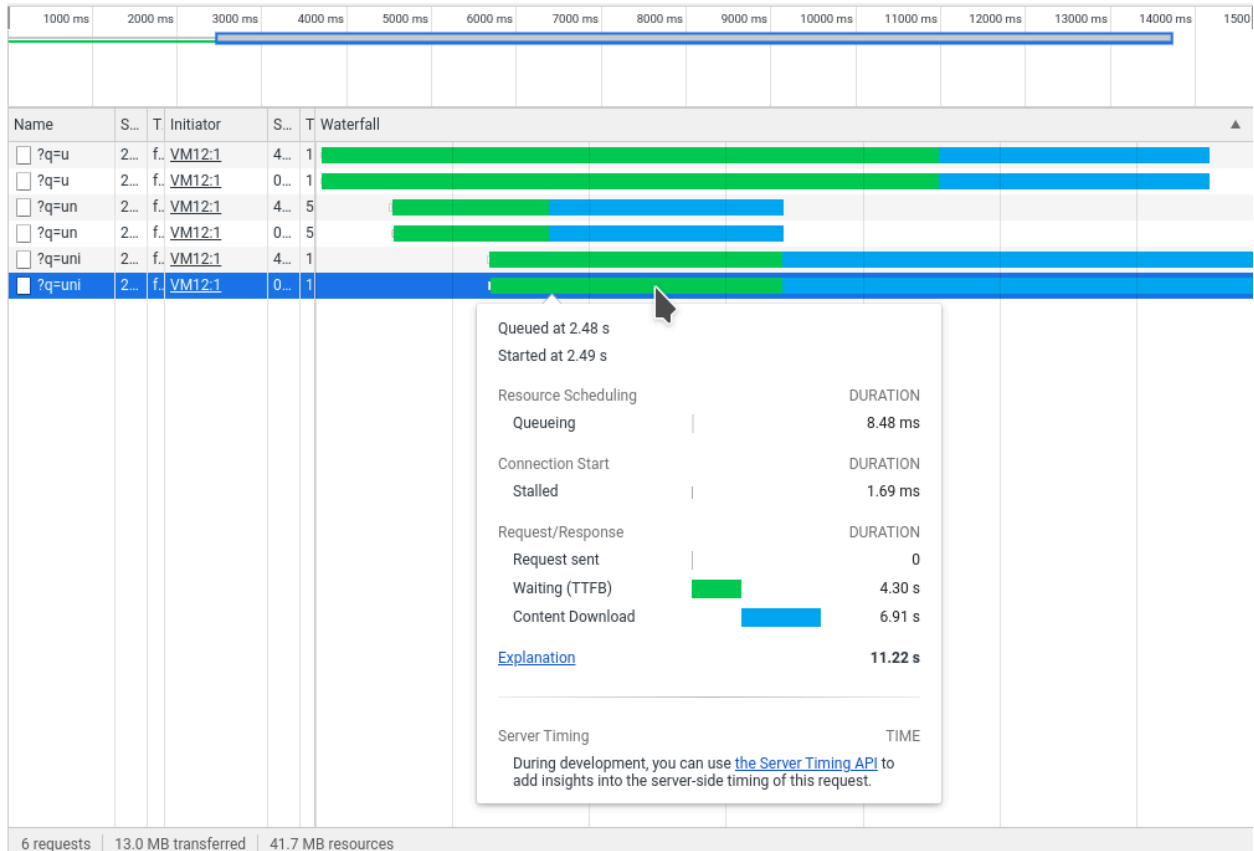 1000 ms 2000 ms 3000 ms 4000 ms 5000 ms 6000 ms 7000 ms 8000 ms 9000 ms 10000 ms 11000 ms 12000 ms 13000 ms 14000 ms 1500
Name S... T. Initiator S... T Waterfall ▲
?q=u 2... f.. VM12:1 4... 1
?q=u 2... f.. VM12:1 0... 1
?q=un 2... f.. VM12:1 4... 5
?q=un 2... f.. VM12:1 0... 5
?q=uni 2... f.. VM12:1 4... 1
?q=uni 2... f.. VM12:1 0... 1
Queued at 2.48 s
Started at 2.49 s
Resource Scheduling DURATION
Queueing 8.48 ms
Connection Start DURATION
Stalled 1.69 ms
Request/Response DURATION
Request sent 0
Waiting (TTFB) 4.30 s
Content Download 6.91 s
Explanation 11.22 s
Server Timing TIME
During development, you can use the Server Timing API to
add insights into the server-side timing of this request.
6 requests 13.0 MB transferred 41.7 MB resources